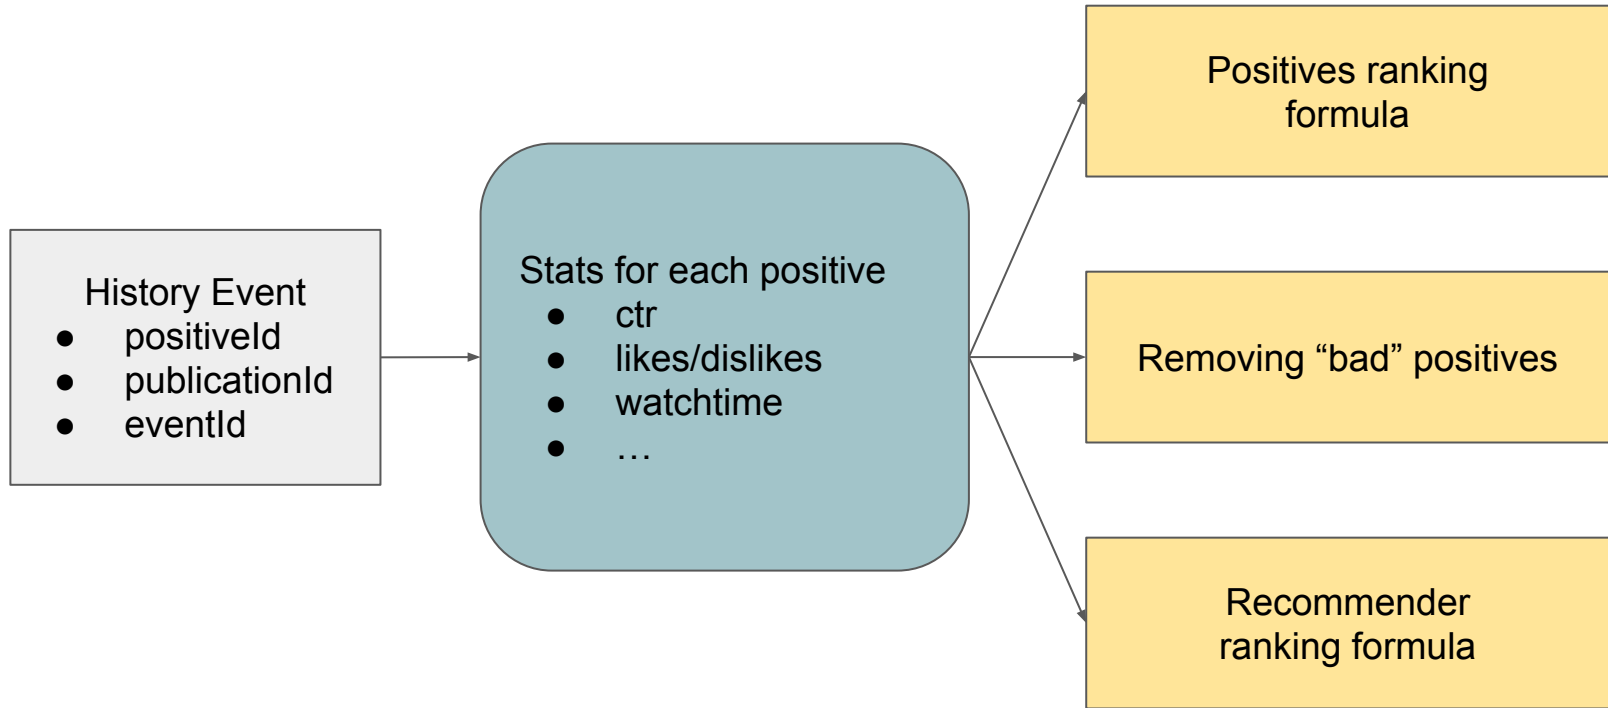 History Event
● positiveId
● publicationId
● eventId
Stats for each positive
● ctr
● likes/dislikes
● watchtime
● …
Positives ranking
formula
Removing “bad” positives
Recommender
ranking formula